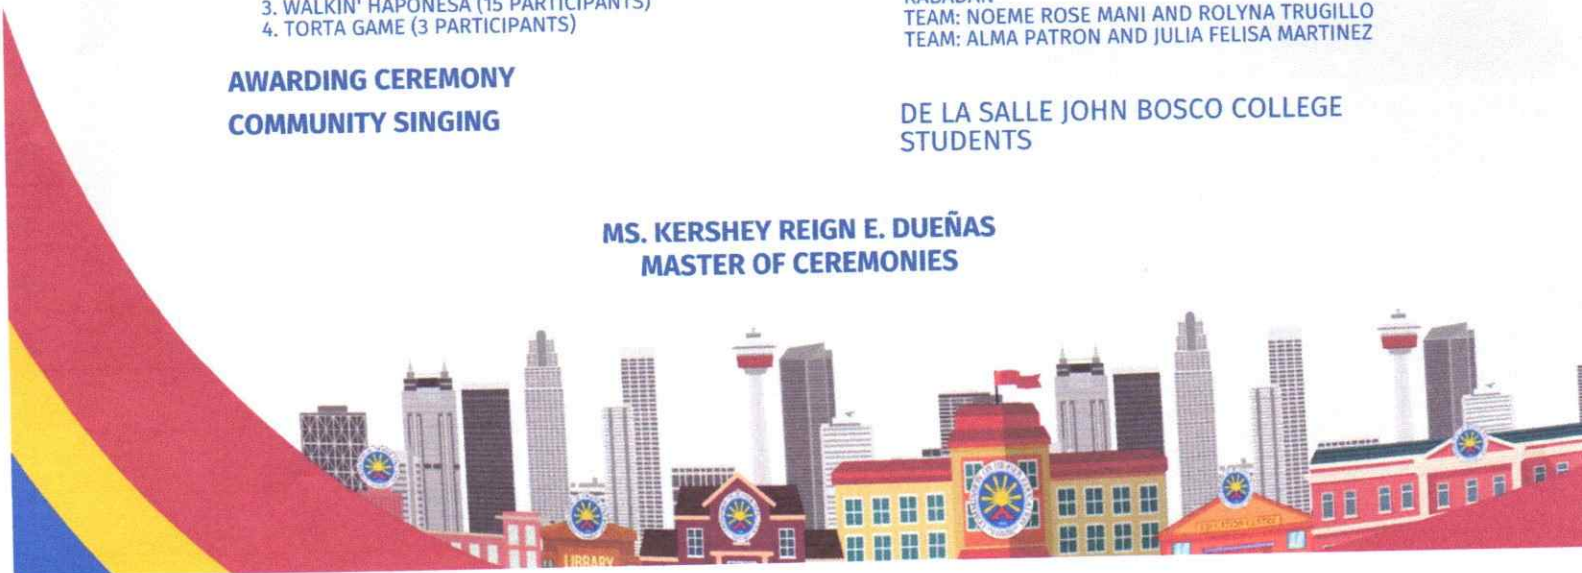 3. WALKIN' HAPONESA (15 PARTICIPANTS)
4. TORTA GAME (3 PARTICIPANTS)
TEAM: NOEME ROSE MANI AND ROLYNA TRUGILLO
TEAM: ALMA PATRON AND JULIA FELISA MARTINEZ
AWARDING CEREMONY
COMMUNITY SINGING
DE LA SALLE JOHN BOSCO COLLEGE
STUDENTS
MS. KERSHEY REIGN E. DUEÑAS
MASTER OF CEREMONIES
LIBRARY